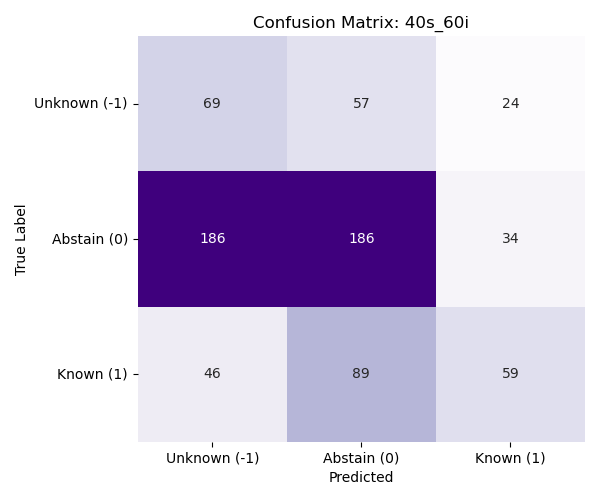 Confusion Matrix: 40s_60i
True Label
Unknown (-1) 69 57 24
Abstain (0) 186 186 34
Known (1) 46 89 59
Unknown (-1) Abstain (0) Known (1)
Predicted